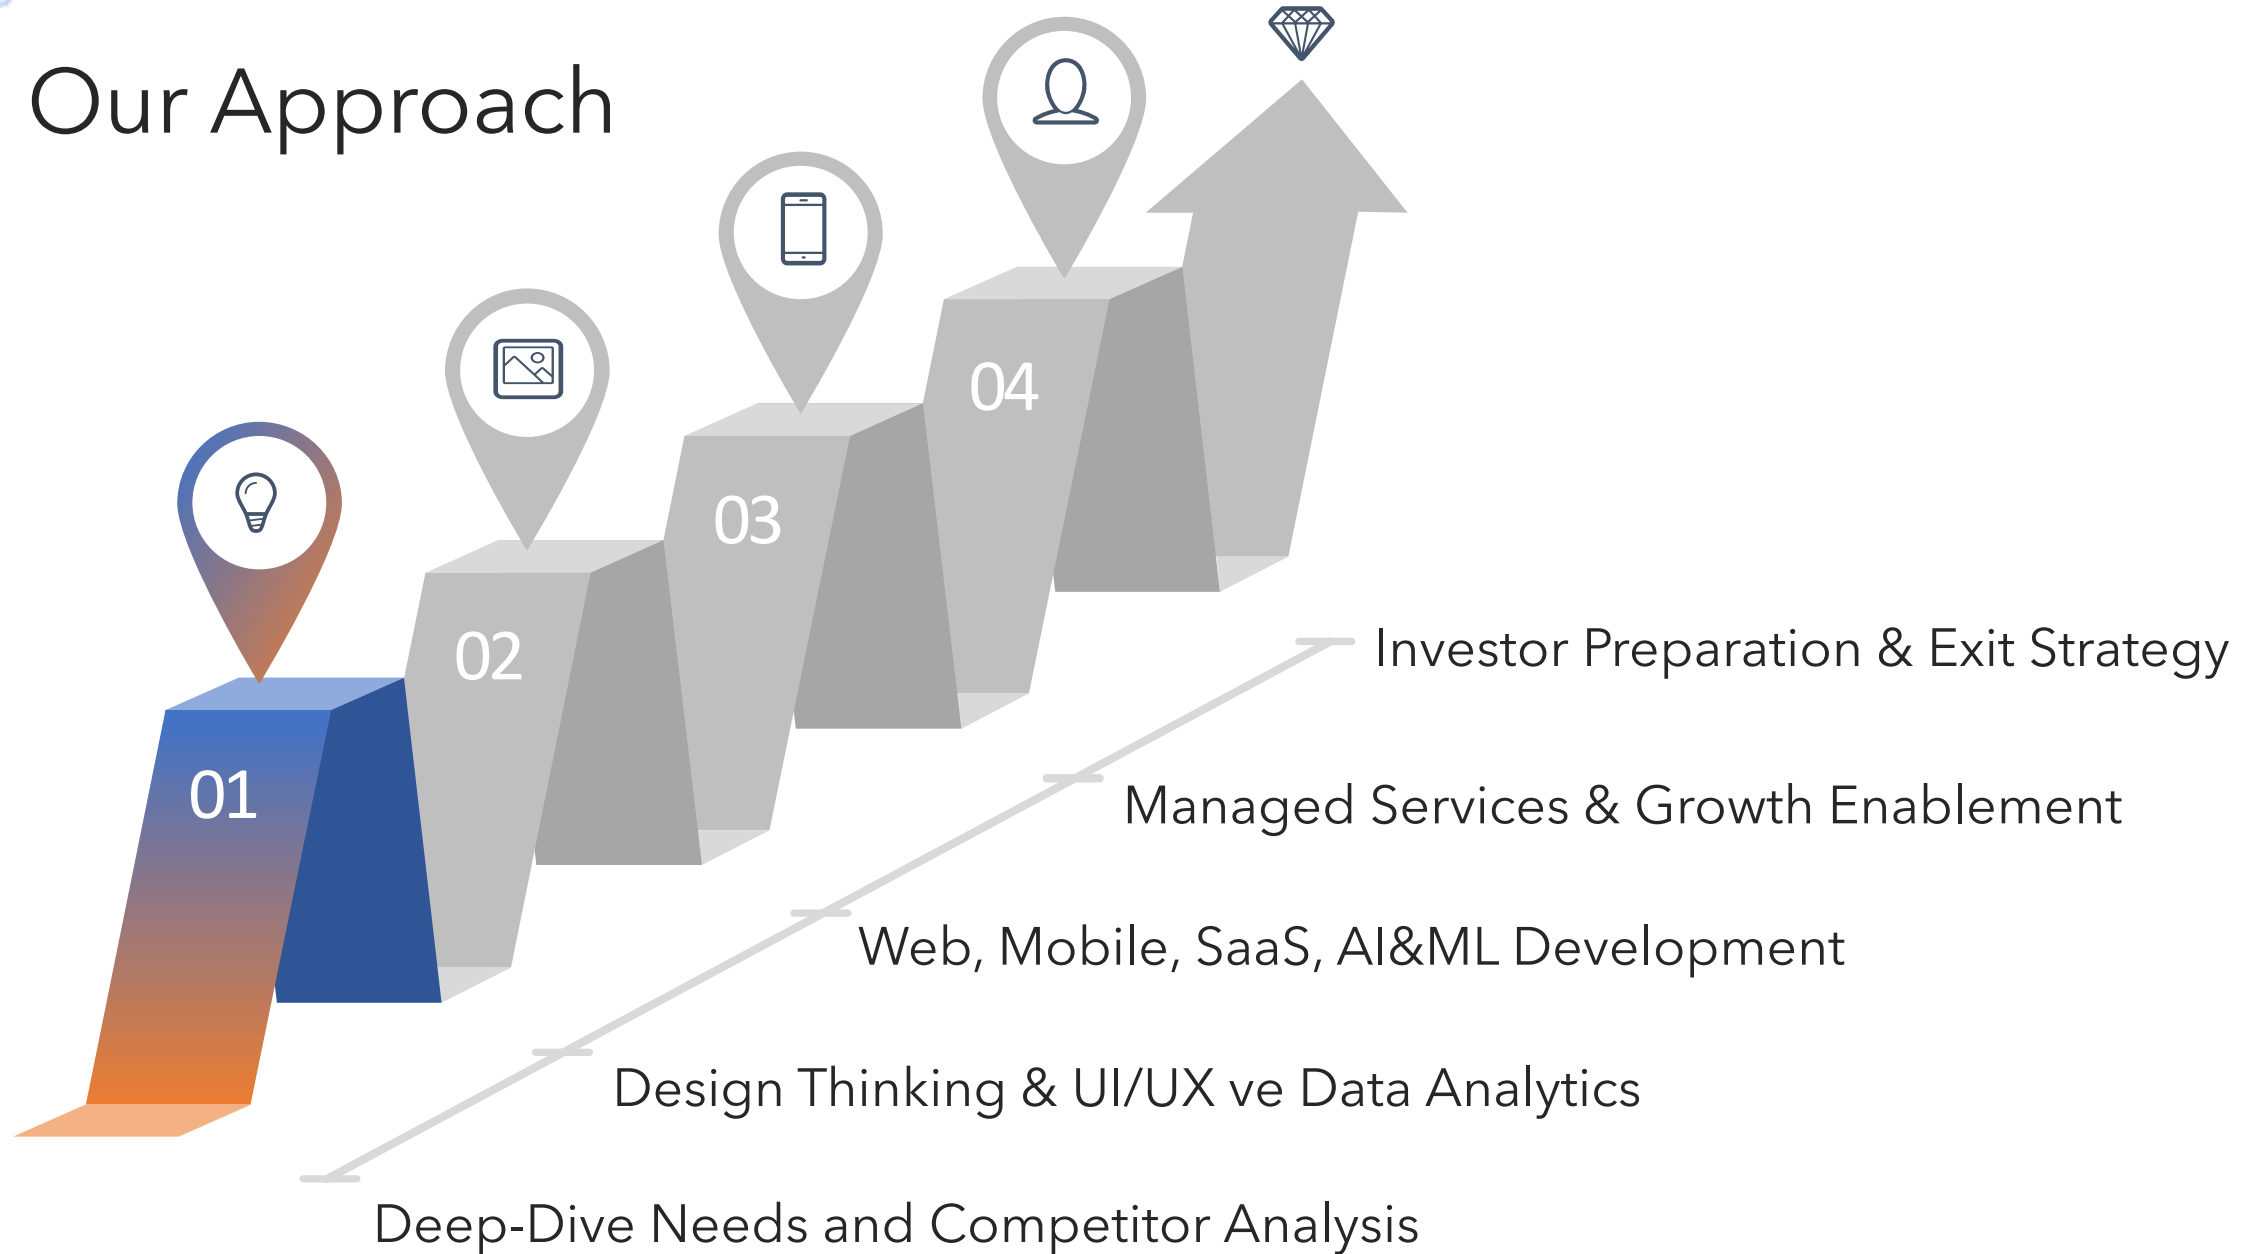 Our Approach
04
03
02
01
Investor Preparation & Exit Strategy
Managed Services & Growth Enablement
Web, Mobile, SaaS, AI&ML Development
Design Thinking & UI/UX ve Data Analytics
Deep-Dive Needs and Competitor Analysis